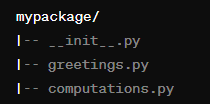 mypackage/
|-- __init__.py
|-- greetings.py
|-- computations.py